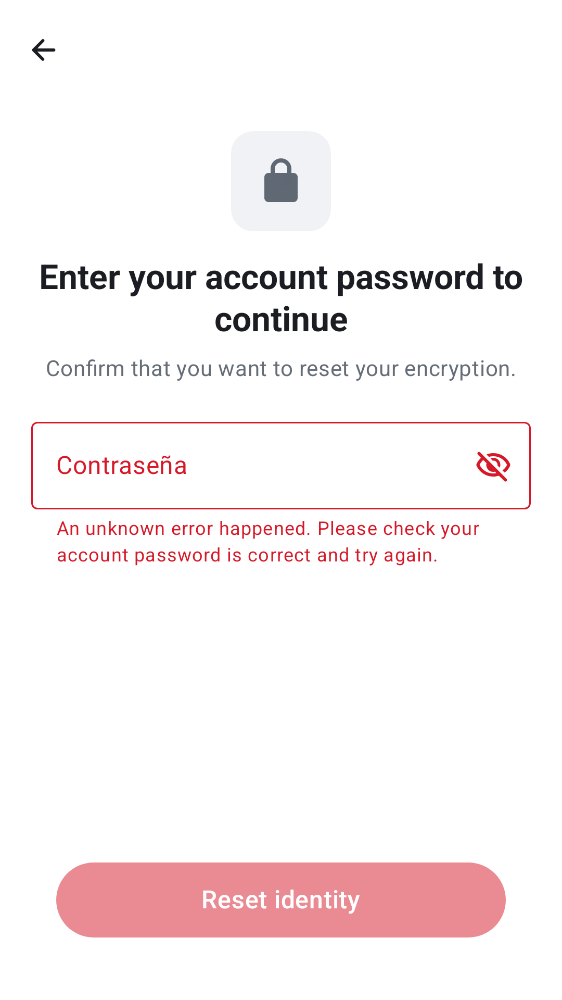 Enter your account password to
continue
Confirm that you want to reset your encryption.
Contraseña
An unknown error happened. Please check your
account password is correct and try again.
Reset identity